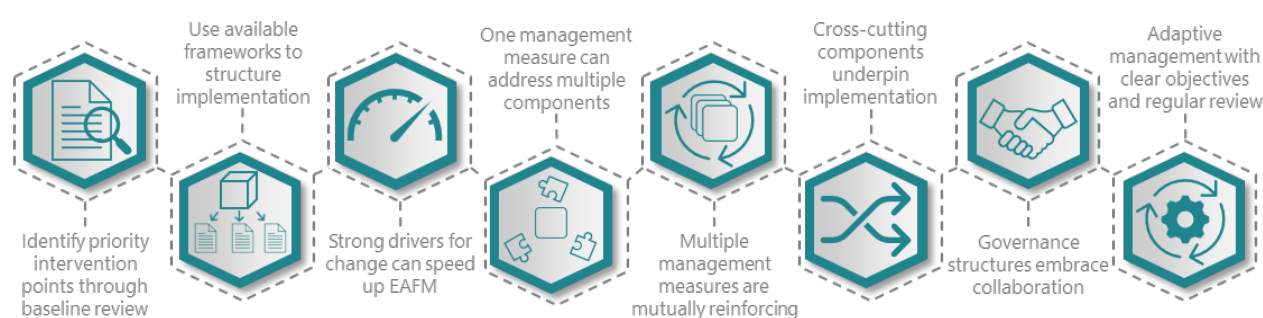 Identify priority
intervention
points through
baseline review
Use available
frameworks to
structure
implementation
Strong drivers for
change can speed
up EAFM
One management
measure can
address multiple
components
Multiple
management
measures are
mutually reinforcing
Cross-cutting
components
underpin
implementation
Governance
structures embrace
collaboration
Adaptive
management with
clear objectives
and regular review